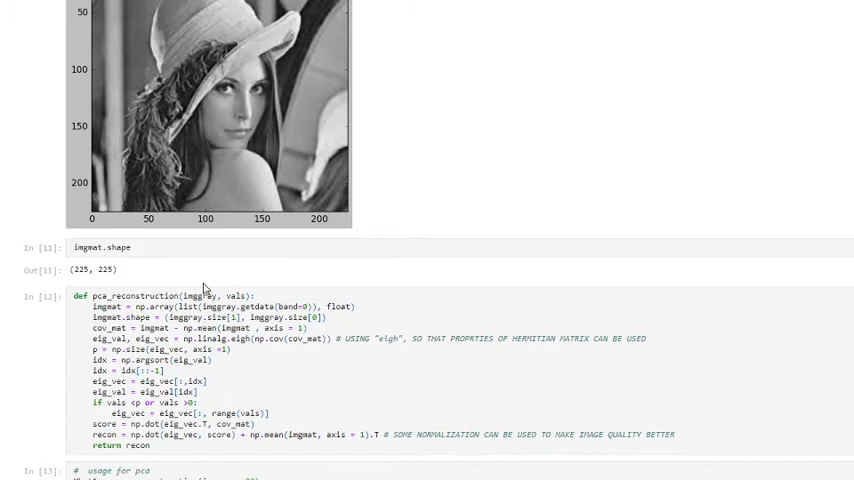 50
100
150
200
0 50 100 150 200
In [11]: imgmat.shape
Out[11]: (225, 225)
In [12]: def pca_reconstruction(imggray, vals):
imgmat = np.array(list(imggray.getdata(band=0)), float)
imgmat.shape = (imggray.size[1], imggray.size[0])
cov_mat = imgmat - np.mean(imgmat , axis = 1)
eig_val, eig_vec = np.linalg.eigh(np.cov(cov_mat)) # USING "eigh", SO THAT PROPRTIES OF HERMITIAN MATRIX CAN BE USED
p = np.size(eig_vec, axis =1)
idx = np.argsort(eig_val)
idx = idx[::-1]
eig_vec = eig_vec[:,idx]
eig_val = eig_val[idx]
if vals <p or vals >0:
eig_vec = eig_vec[:, range(vals)]
score = np.dot(eig_vec.T, cov_mat)
recon = np.dot(eig_vec, score) + np.mean(imgmat, axis = 1).T # SOME NORMALIZATION CAN BE USED TO MAKE IMAGE QUALITY BETTER
return recon
In [13]: # usage for pca